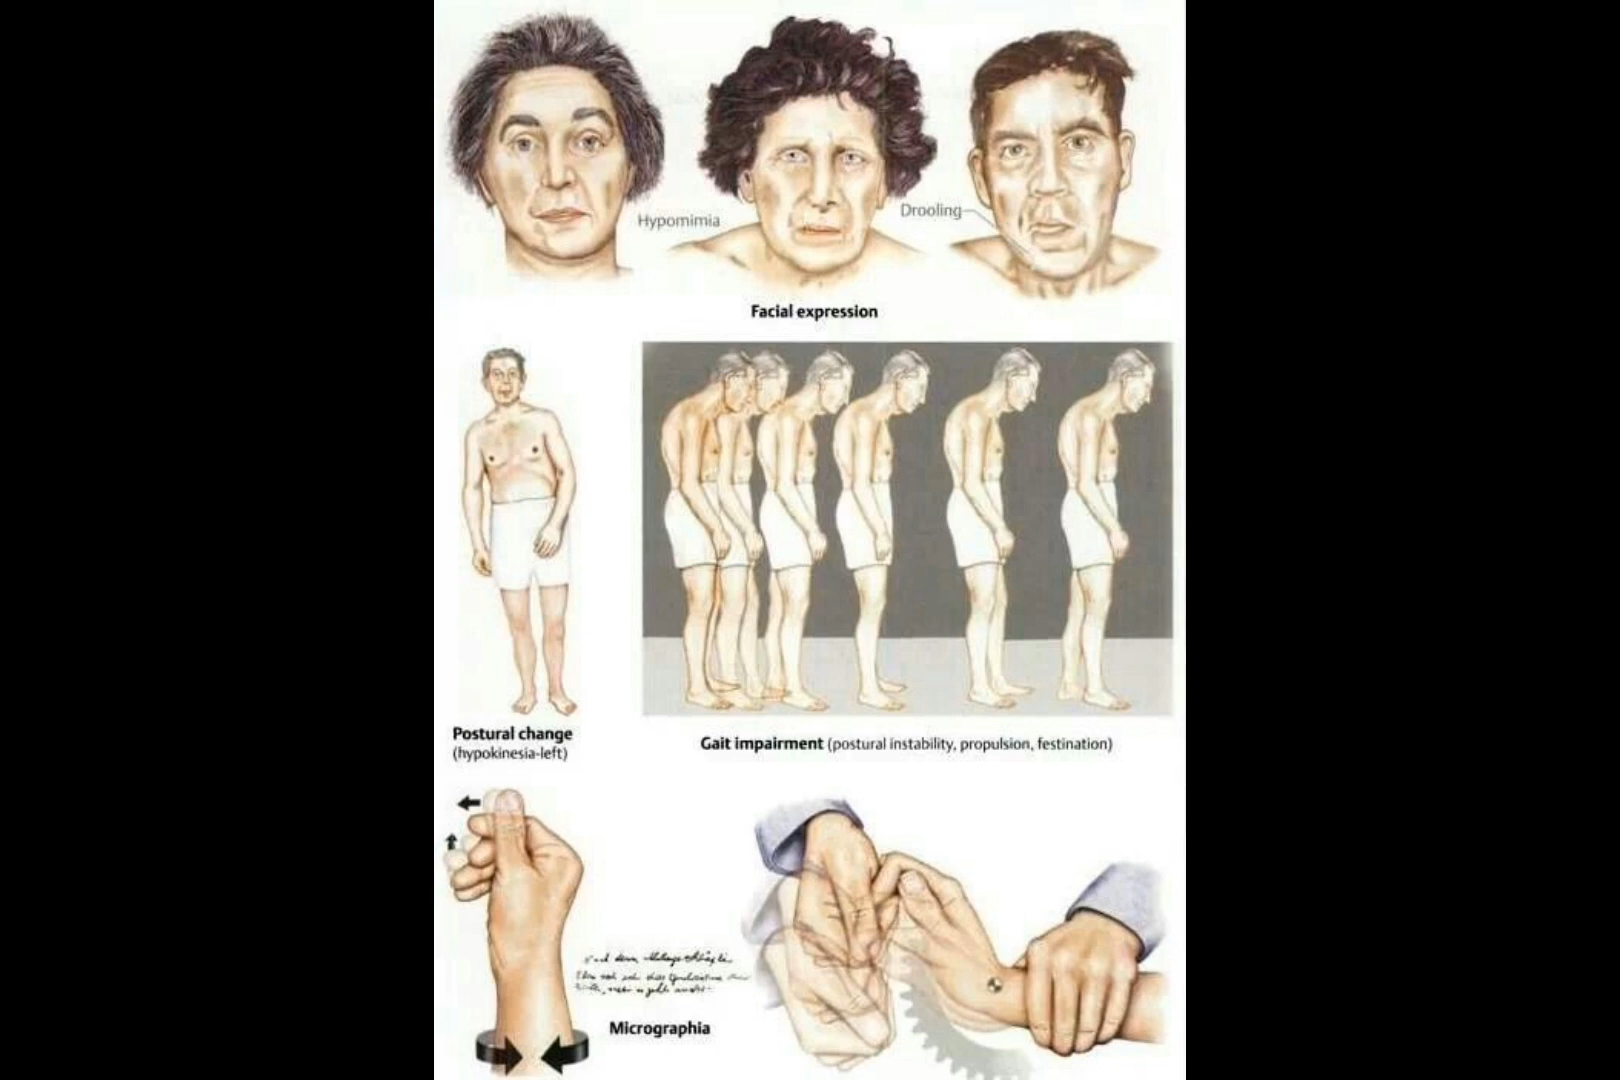 Hypomimia
Drooling
Facial expression
Postural change
(hypokinesia-left)
Gait impairment (postural instability, propulsion, festination)
Micrographia